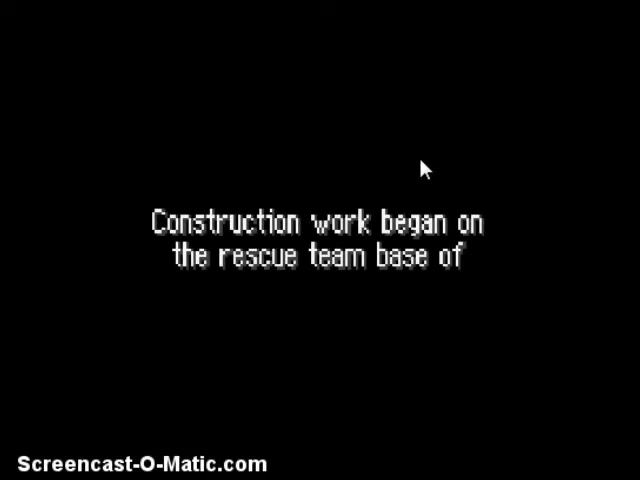 Construction work began on
the rescue team base of
Screencast-O-Matic.com